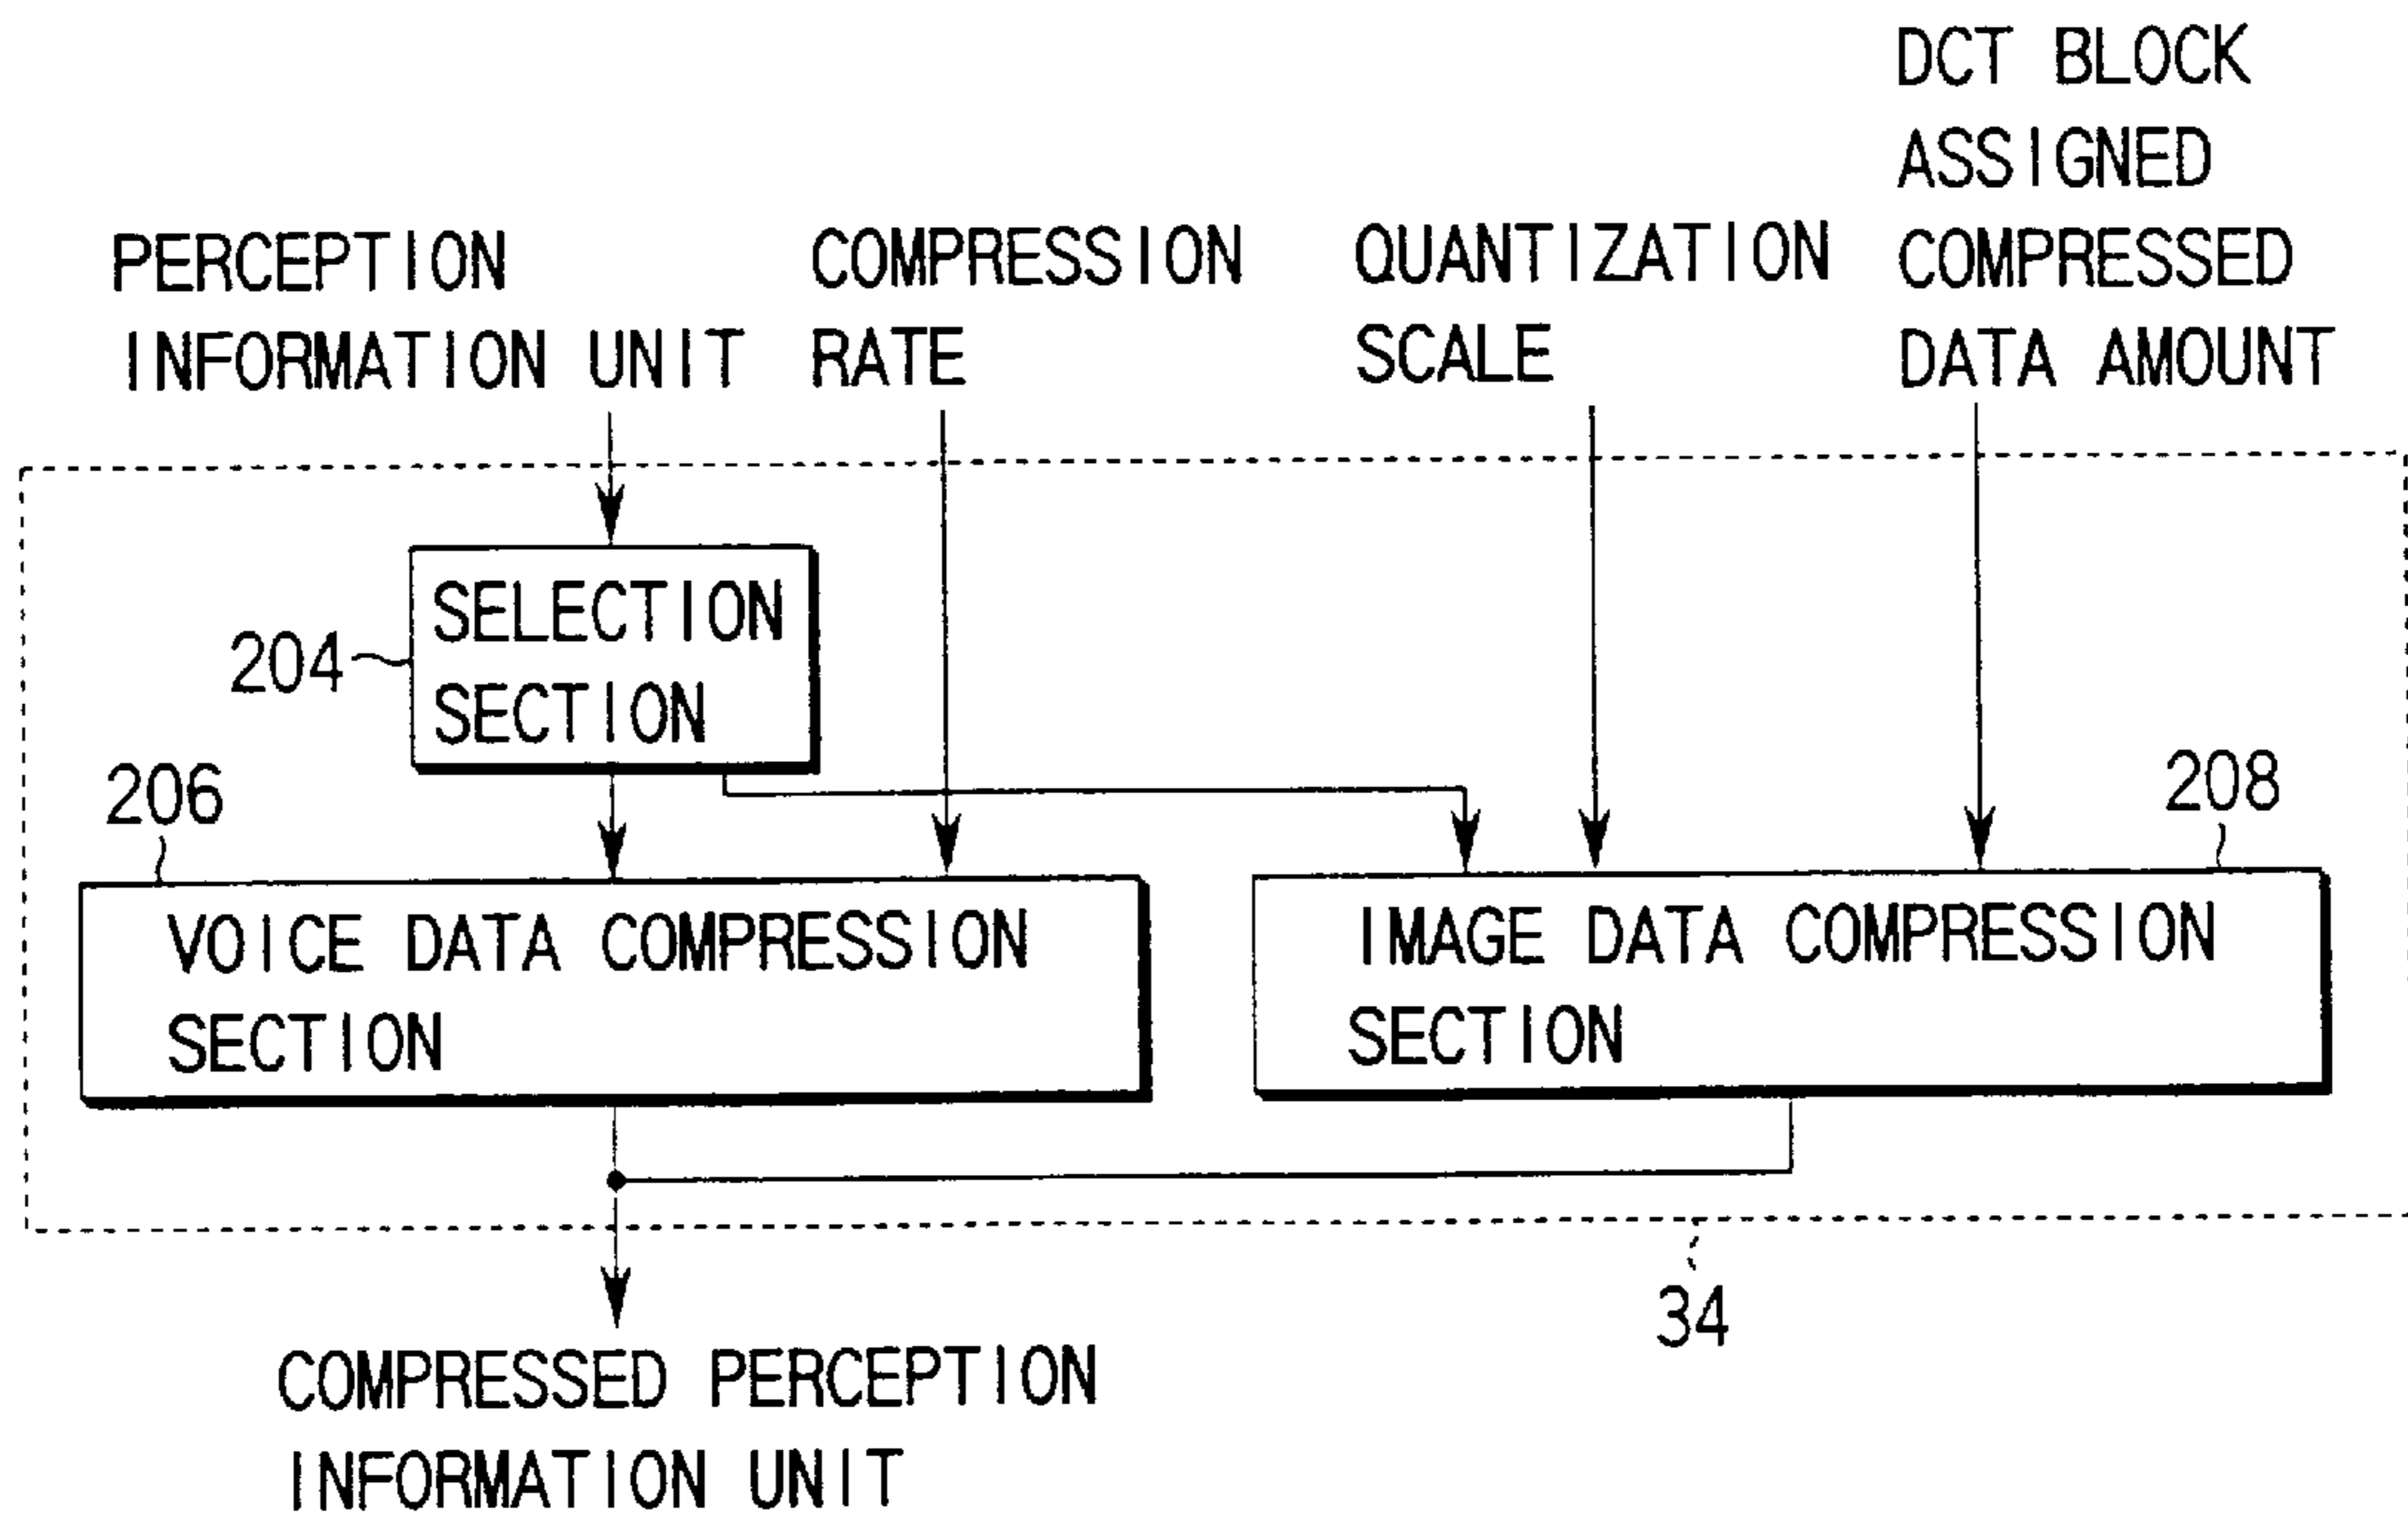 DCT BLOCK
ASSIGNED
COMPRESSED
DATA AMOUNT
PERCEPTION
INFORMATION UNIT
COMPRESSION
RATE
QUANTIZATION
SCALE
SELECTION
SECTION
204
206
208
VOICE DATA COMPRESSION
SECTION
IMAGE DATA COMPRESSION
SECTION
34
COMPRESSED PERCEPTION
INFORMATION UNIT